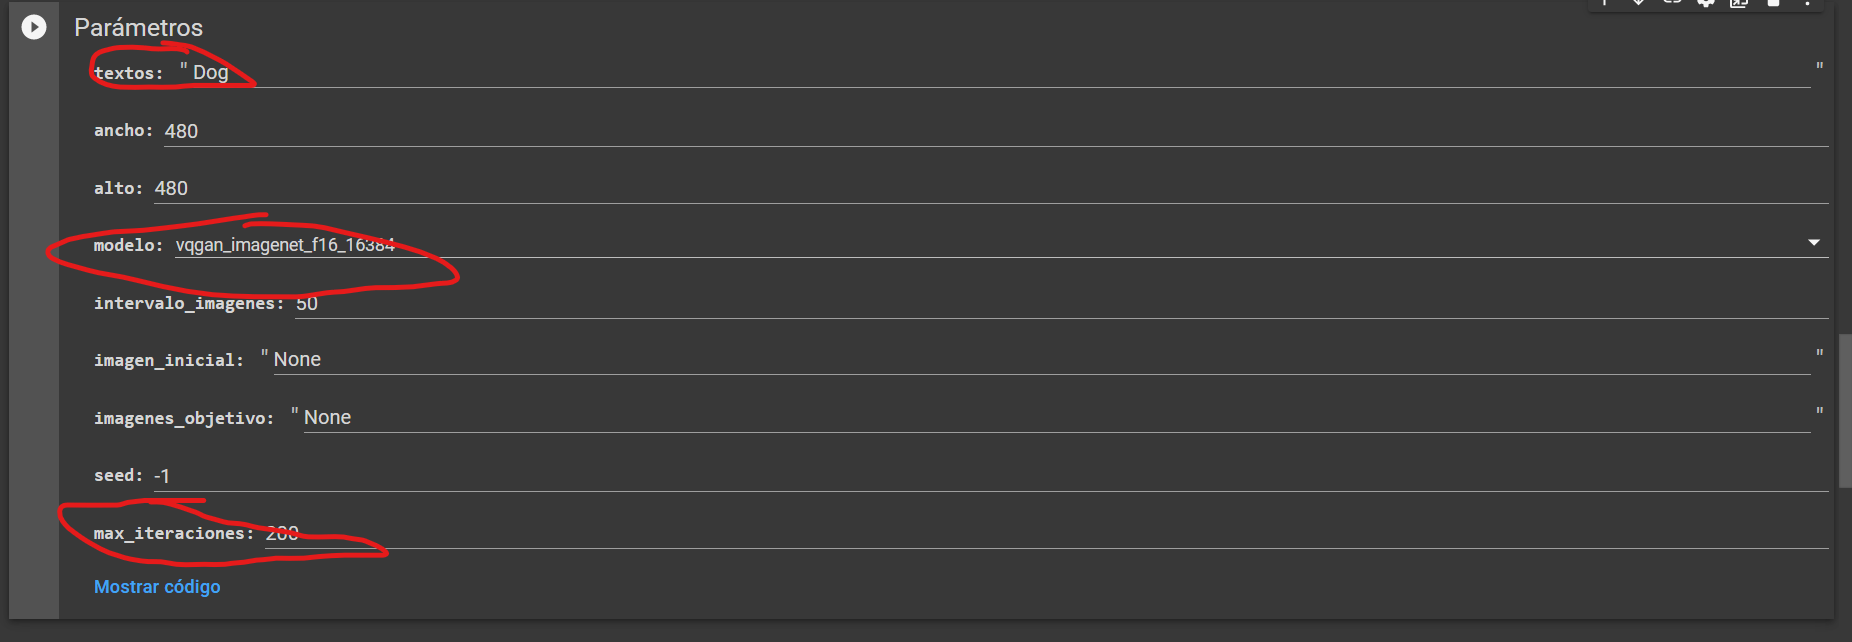 Parámetros
textos: " Dog "
ancho: 480
alto: 480
modelo: vqgan_imagenet_f16_16384
intervalo_imagenes: 50
imagen_inicial: " None "
imagenes_objetivo: " None "
seed: -1
max_iteraciones: 200
Mostrar código